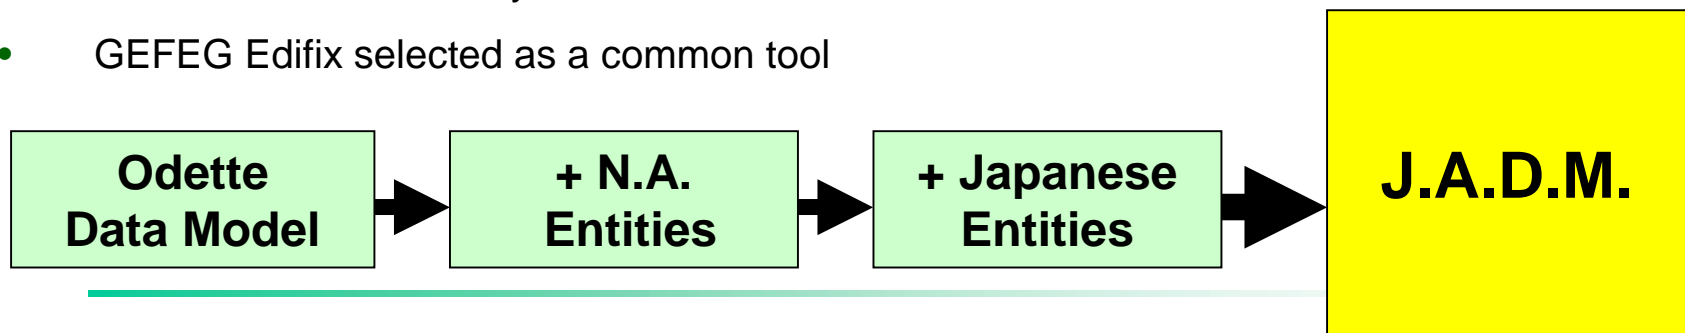 • GEFEG Edifix selected as a common tool
Odette
Data Model
+ N.A.
Entities
+ Japanese
Entities
J.A.D.M.